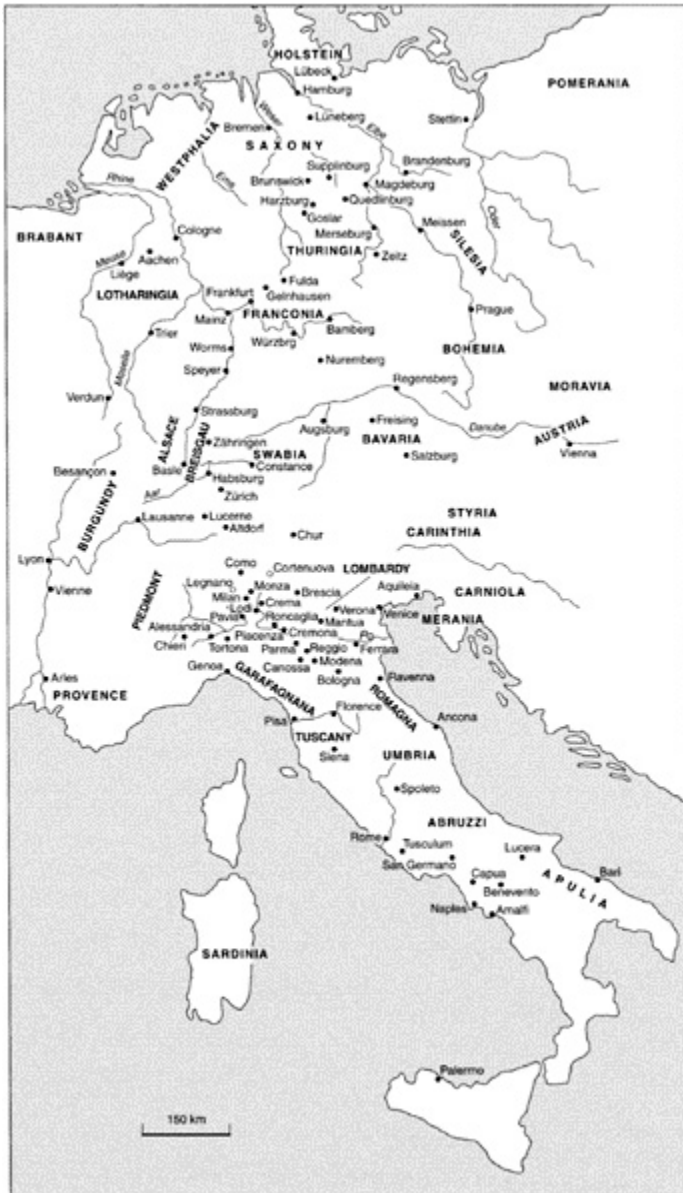 HOLSTEIN
Lübeck
Hamburg
POMERANIA
Lüneberg
Stettin
Weser
Elbe
Bremen
SAXONY
WESTPHALIA
Supplinburg
Brandenburg
Rhine
Ems
Brunswick
Magdeburg
Harzburg
Quedlinburg
Goslar
Oder
BRABANT
Cologne
Merseburg
Meissen
SILESIA
Meuse
Aachen
THURINGIA
Zeitz
Liège
Fulda
LOTHARINGIA
Frankfurt
Gelnhausen
Mainz
FRANCONIA
Prague
Trier
Würzbrg
Bamberg
Worms
BOHEMIA
Nuremberg
Speyer
Moselle
Regensberg
MORAVIA
Verdun
Strassburg
Augsburg
Freising
Danube
ALSACE
BREISGAU
Zähringen
BAVARIA
AUSTRIA
SWABIA
Vienna
Besançon
Basle
Constance
Salzburg
Habsburg
Aar
Zürich
BURGUNDY
Lausanne
Lucerne
STYRIA
Altdorf
Chur
CARINTHIA
Lyon
Como
Cortenuova
LOMBARDY
Vienne
Legnano
Monza
Brescia
Aquileia
CARNIOLA
PIEDMONT
Milan
Crema
Verona
Venice
Lodi
Roncaglia
Mantua
MERANIA
Pavia
Alessandria
Piacenza
Cremona
Po
Chieri
Tortona
Parma
Reggio
Ferrara
Canossa
Modena
Genoa
Bologna
Ravenna
Arles
GARAFAGNANA
ROMAGNA
PROVENCE
Florence
Pisa
Ancona
TUSCANY
Siena
UMBRIA
Spoleto
ABRUZZI
Rome
Tusculum
Lucera
San Germano
Capua
Bari
APULIA
Benevento
Naples
Amalfi
SARDINIA
Palermo
150 km